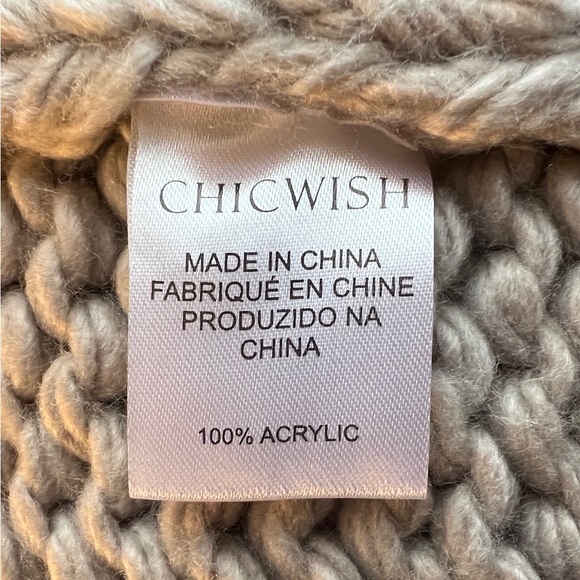 CHICWISH
MADE IN CHINA
FABRIQUÉ EN CHINE
PRODUZIDO NA
CHINA
100% ACRYLIC